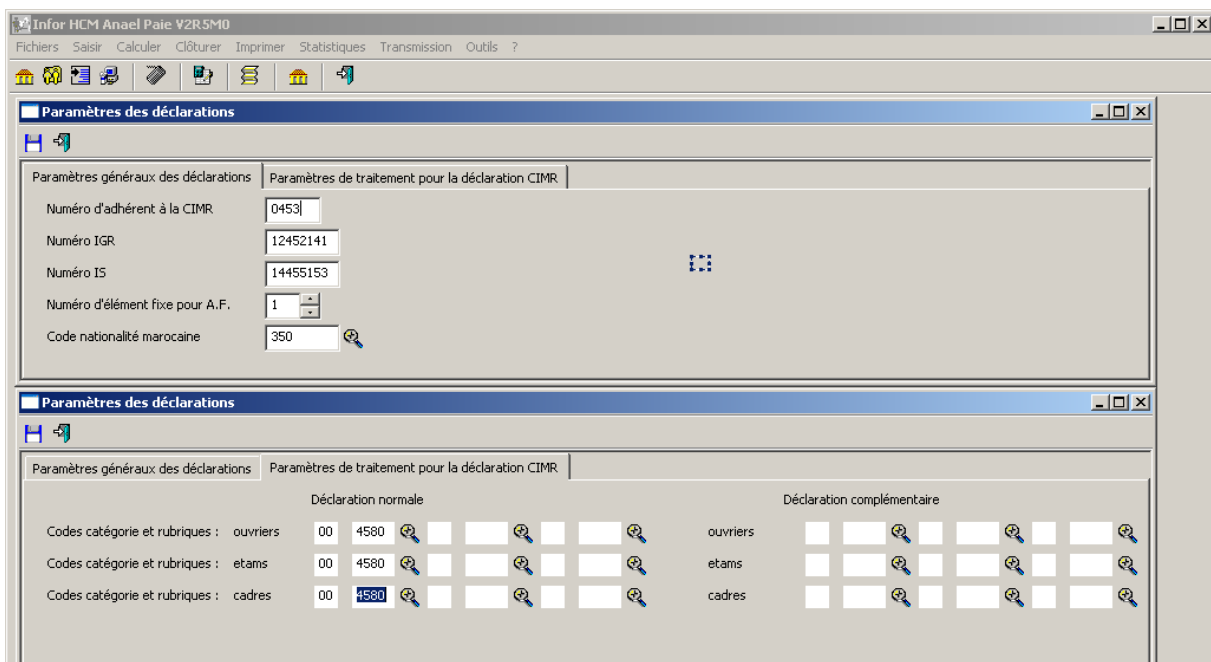 Infor HCM Anael Paie V2R5M0
Fichiers Saisir Calculer Clôturer Imprimer Statistiques Transmission Outils ?
Paramètres des déclarations
Paramètres généraux des déclarations Paramètres de traitement pour la déclaration CIMR
Numéro d'adhérent à la CIMR 0453
Numéro IGR 12452141
Numéro IS 14455153
Numéro d'élément fixe pour A.F. 1
Code nationalité marocaine 350
Paramètres des déclarations
Paramètres généraux des déclarations Paramètres de traitement pour la déclaration CIMR
Déclaration normale Déclaration complémentaire
Codes catégorie et rubriques : ouvriers 00 4580 ouvriers
Codes catégorie et rubriques : etams 00 4580 etams
Codes catégorie et rubriques : cadres 00 4580 cadres